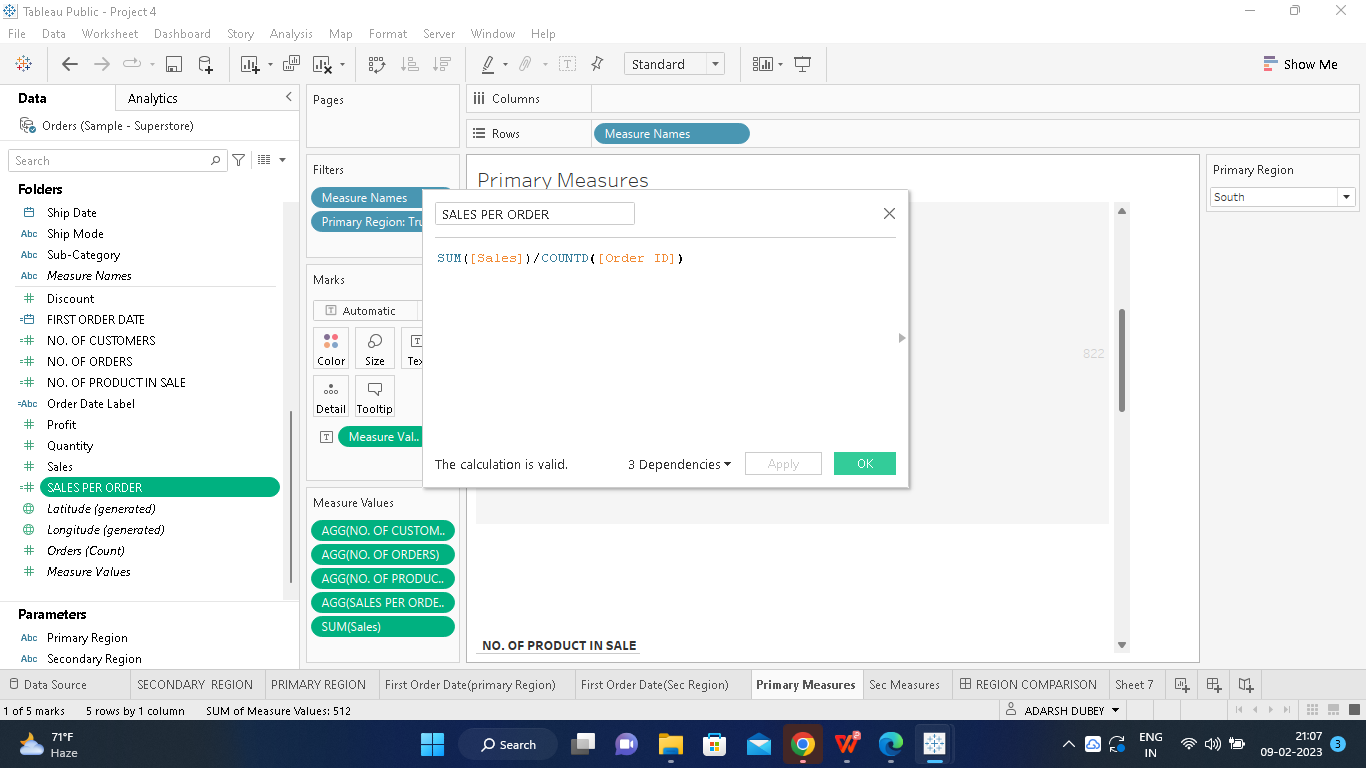 Tableau Public - Project 4
File Data Worksheet Dashboard Story Analysis Map Format Server Window Help
Standard
Show Me
Data Analytics
Orders (Sample - Superstore)
Search
Folders
Ship Date
Abc Ship Mode
Abc Sub-Category
Abc Measure Names
Discount
FIRST ORDER DATE
NO. OF CUSTOMERS
NO. OF ORDERS
NO. OF PRODUCT IN SALE
=Abc Order Date Label
Profit
Quantity
Sales
SALES PER ORDER
Latitude (generated)
Longitude (generated)
Orders (Count)
Measure Values
Parameters
Abc Primary Region
Abc Secondary Region
Pages
Filters
Measure Names
Primary Region: Tru
Marks
Automatic
Color Size Tex
Detail Tooltip
Measure Val..
Measure Values
AGG(NO. OF CUSTOM..
AGG(NO. OF ORDERS)
AGG(NO. OF PRODUC..
AGG(SALES PER ORDE..
SUM(Sales)
Columns
Rows Measure Names
Primary Measures
SALES PER ORDER
SUM([Sales])/COUNTD([Order ID])
The calculation is valid. 3 Dependencies Apply OK
822
NO. OF PRODUCT IN SALE
Primary Region
South
Data Source SECONDARY REGION PRIMARY REGION First Order Date(primary Region) First Order Date(Sec Region) Primary Measures Sec Measures REGION COMPARISON Sheet 7
1 of 5 marks 5 rows by 1 column SUM of Measure Values: 512 ADARSH DUBEY
71°F
Haze
Search
ENG
IN
21:07
09-02-2023
3